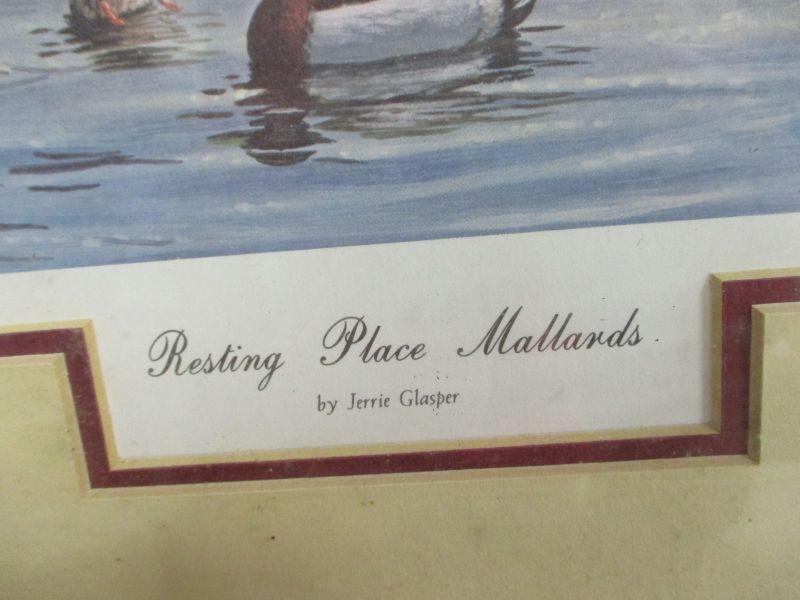 Resting Place Mallards
by Jerrie Glasper